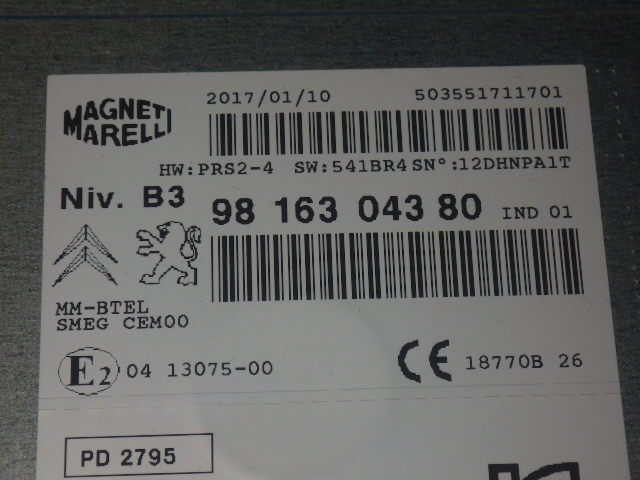 MAGNETI
MARELLI
2017/01/10 503551711701
HW:PRS2-4 SW:541BR4 SN°:12DHNPA1T
Niv. B3 98 163 043 80 IND 01
MM-BTEL
SMEG CEM00
E2 04 13075-00 CE 18770B 26
PD 2795